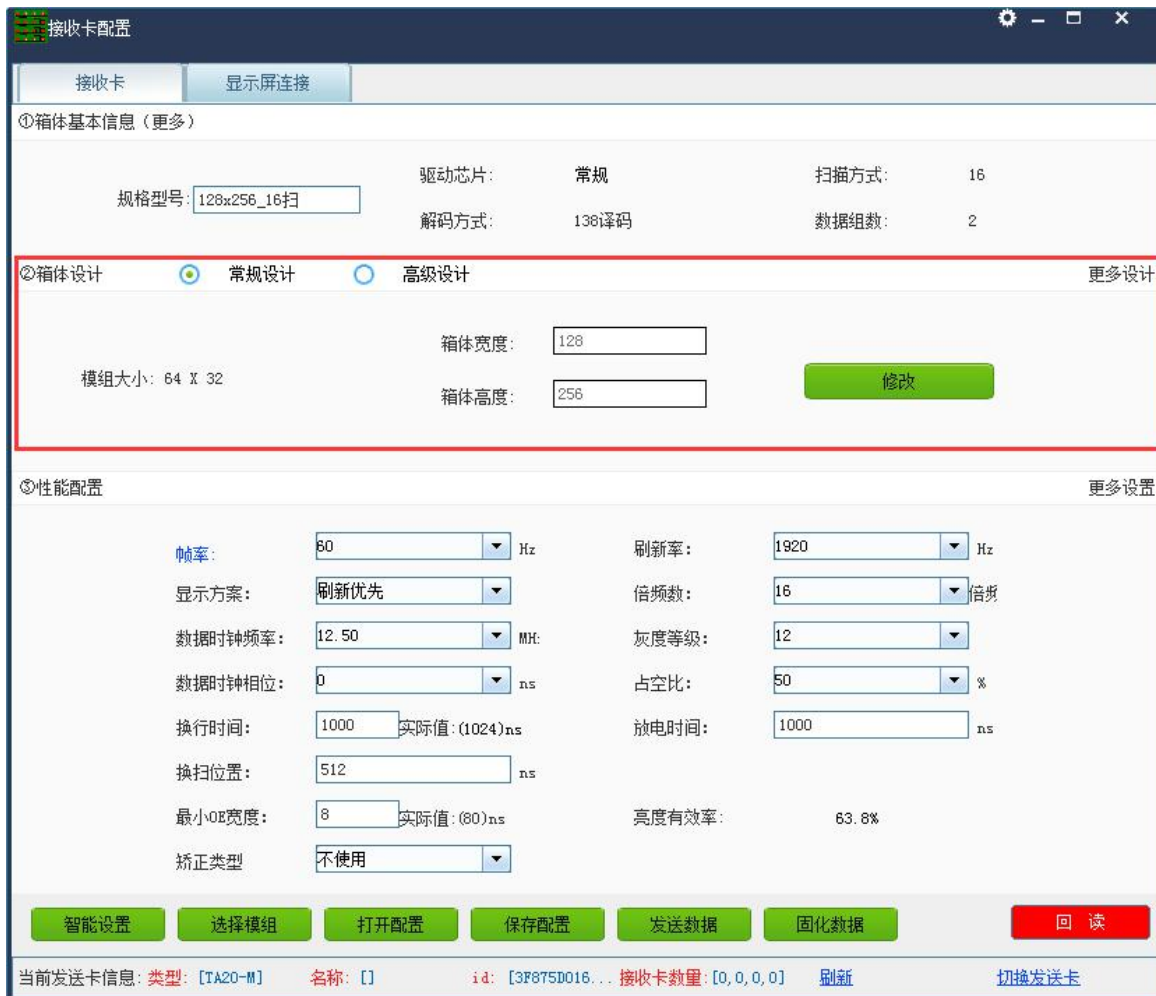 接收卡配置
接收卡 显示屏连接
①箱体基本信息（更多）
规格型号: 128x256_16扫 驱动芯片: 常规 扫描方式: 16
解码方式: 138译码 数据组数: 2
②箱体设计 常规设计 高级设计 更多设计
模组大小: 64 X 32 箱体宽度: 128
箱体高度: 256 修改
③性能配置 更多设置
帧率: 60 Hz 刷新率: 1920 Hz
显示方案: 刷新优先 倍频数: 16 倍频
数据时钟频率: 12.50 MH: 灰度等级: 12
数据时钟相位: 0 ns 占空比: 50 %
换行时间: 1000 实际值:(1024)ns 放电时间: 1000 ns
换扫位置: 512 ns
最小OE宽度: 8 实际值:(80)ns 亮度有效率: 63.8%
矫正类型 不使用
智能设置 选择模组 打开配置 保存配置 发送数据 固化数据 回 读
当前发送卡信息: 类型: [TA20-M] 名称: [] id: [3F875D016... 接收卡数量:[0,0,0,0] 刷新 切换发送卡